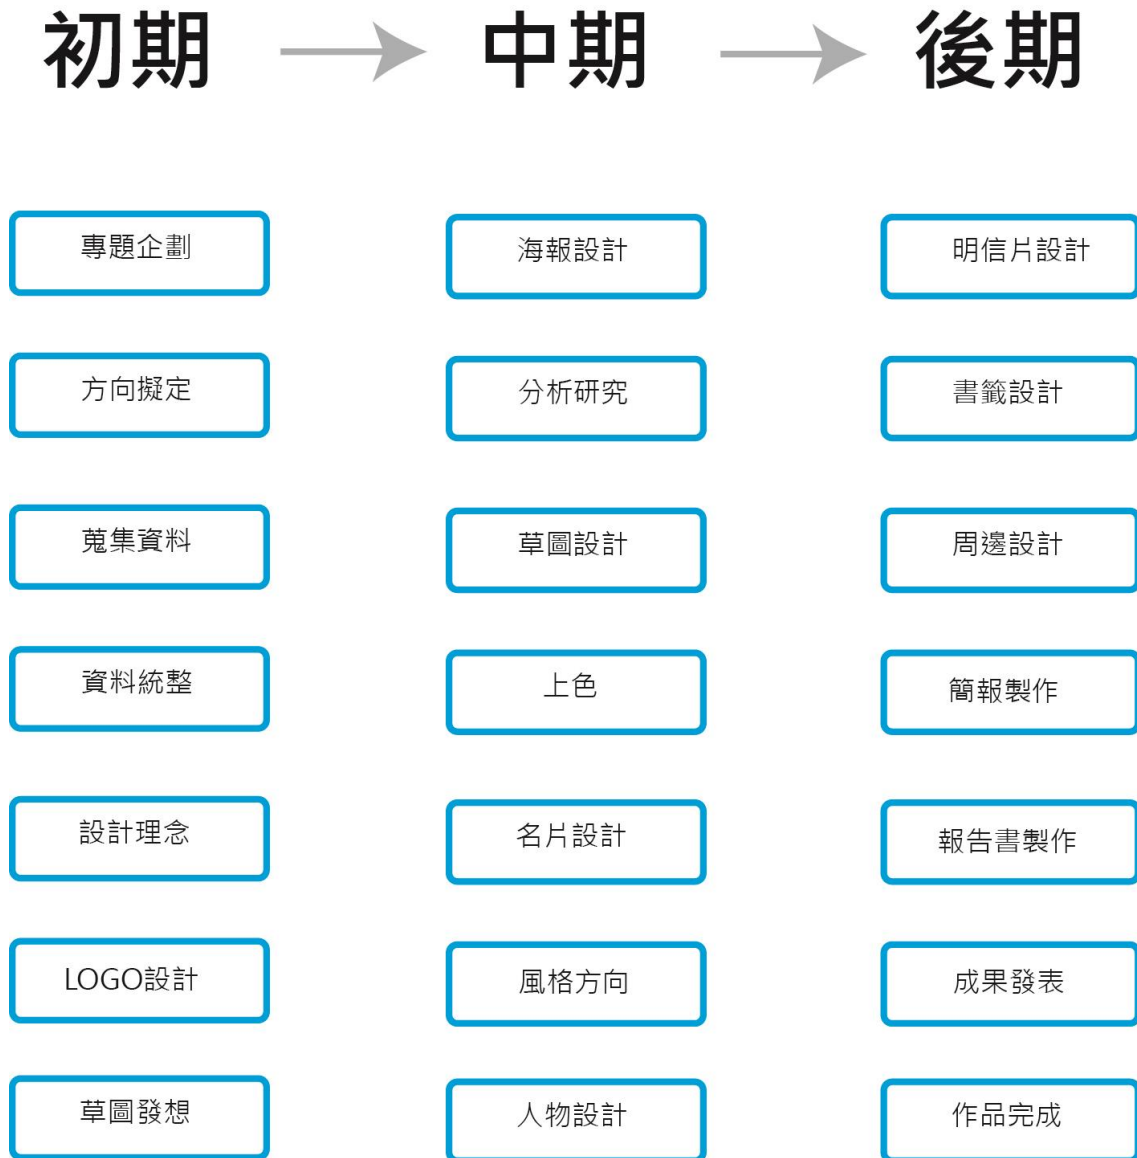 初期
中期
後期
專題企劃
方向擬定
蒐集資料
資料統整
設計理念
LOGO設計
草圖發想
海報設計
分析研究
草圖設計
上色
名片設計
風格方向
人物設計
明信片設計
書籤設計
周邊設計
簡報製作
報告書製作
成果發表
作品完成